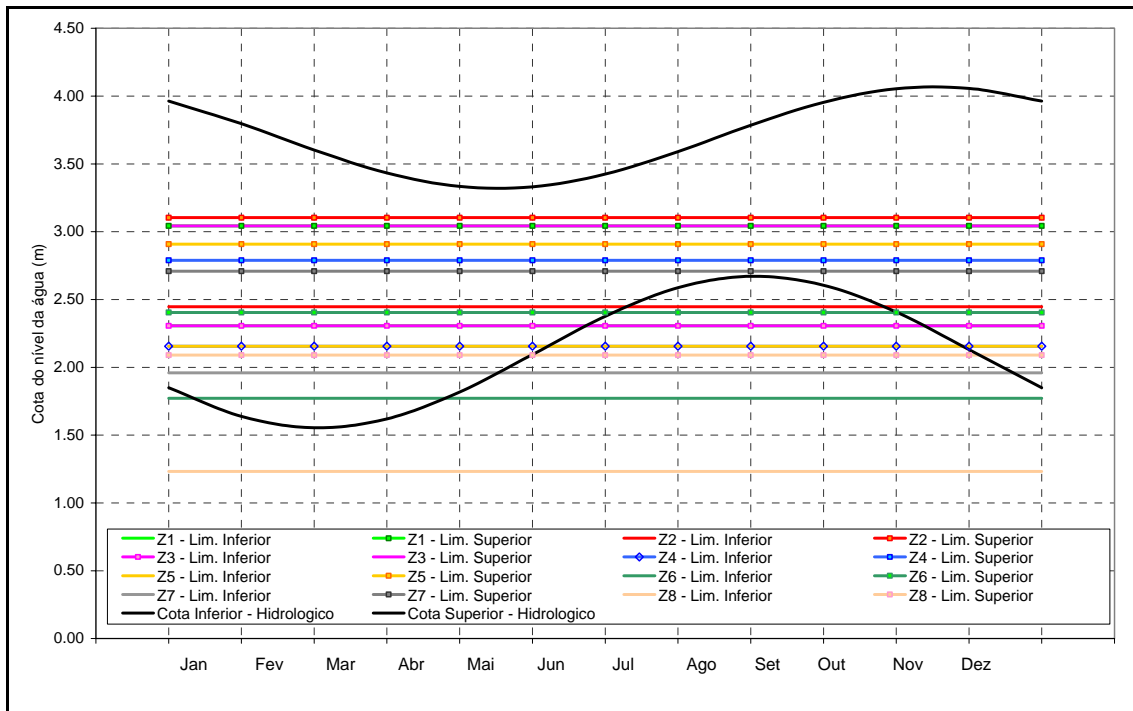 4.50
4.00
3.50
3.00
2.50
2.00
1.50
1.00
0.50
0.00
Cota do nível da água (m)
Z1 - Lim. Inferior Z1 - Lim. Superior Z2 - Lim. Inferior Z2 - Lim. Superior
Z3 - Lim. Inferior Z3 - Lim. Superior Z4 - Lim. Inferior Z4 - Lim. Superior
Z5 - Lim. Inferior Z5 - Lim. Superior Z6 - Lim. Inferior Z6 - Lim. Superior
Z7 - Lim. Inferior Z7 - Lim. Superior Z8 - Lim. Inferior Z8 - Lim. Superior
Cota Inferior - Hidrologico Cota Superior - Hidrologico
Jan Fev Mar Abr Mai Jun Jul Ago Set Out Nov Dez